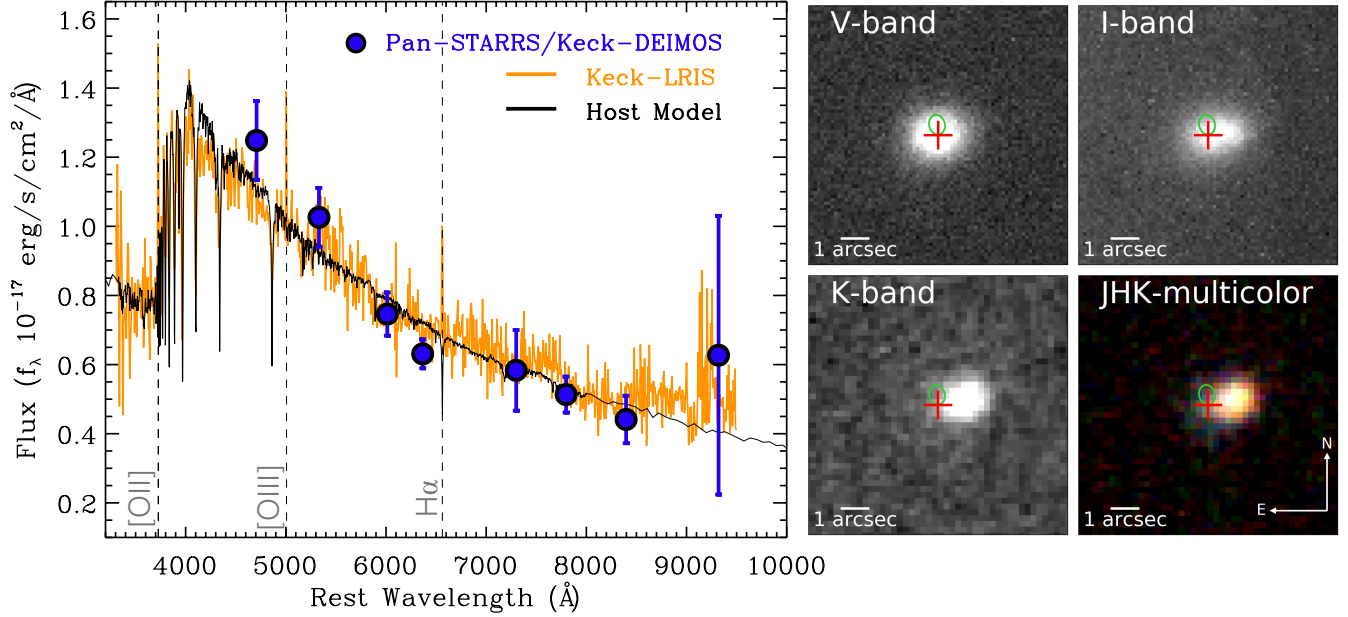 1.6
1.4
1.2
1.0
0.8
0.6
0.4
0.2
Flux (fλ 10⁻¹⁷ erg/s/cm²/Å)
Pan-STARRS/Keck-DEIMOS
Keck-LRIS
Host Model
[OII]
[OIII]
Hα
4000 5000 6000 7000 8000 9000 10000
Rest Wavelength (Å)
V-band
1 arcsec
I-band
1 arcsec
K-band
1 arcsec
JHK-multicolor
N
E
1 arcsec